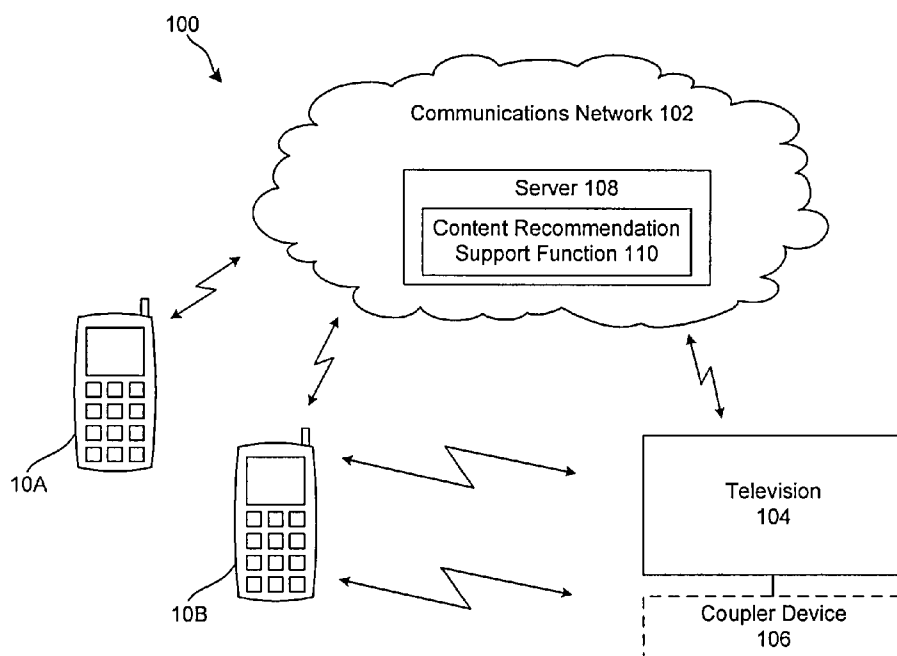 100
Communications Network 102
Server 108
Content Recommendation
Support Function 110
10A
10B
Television
104
Coupler Device
106